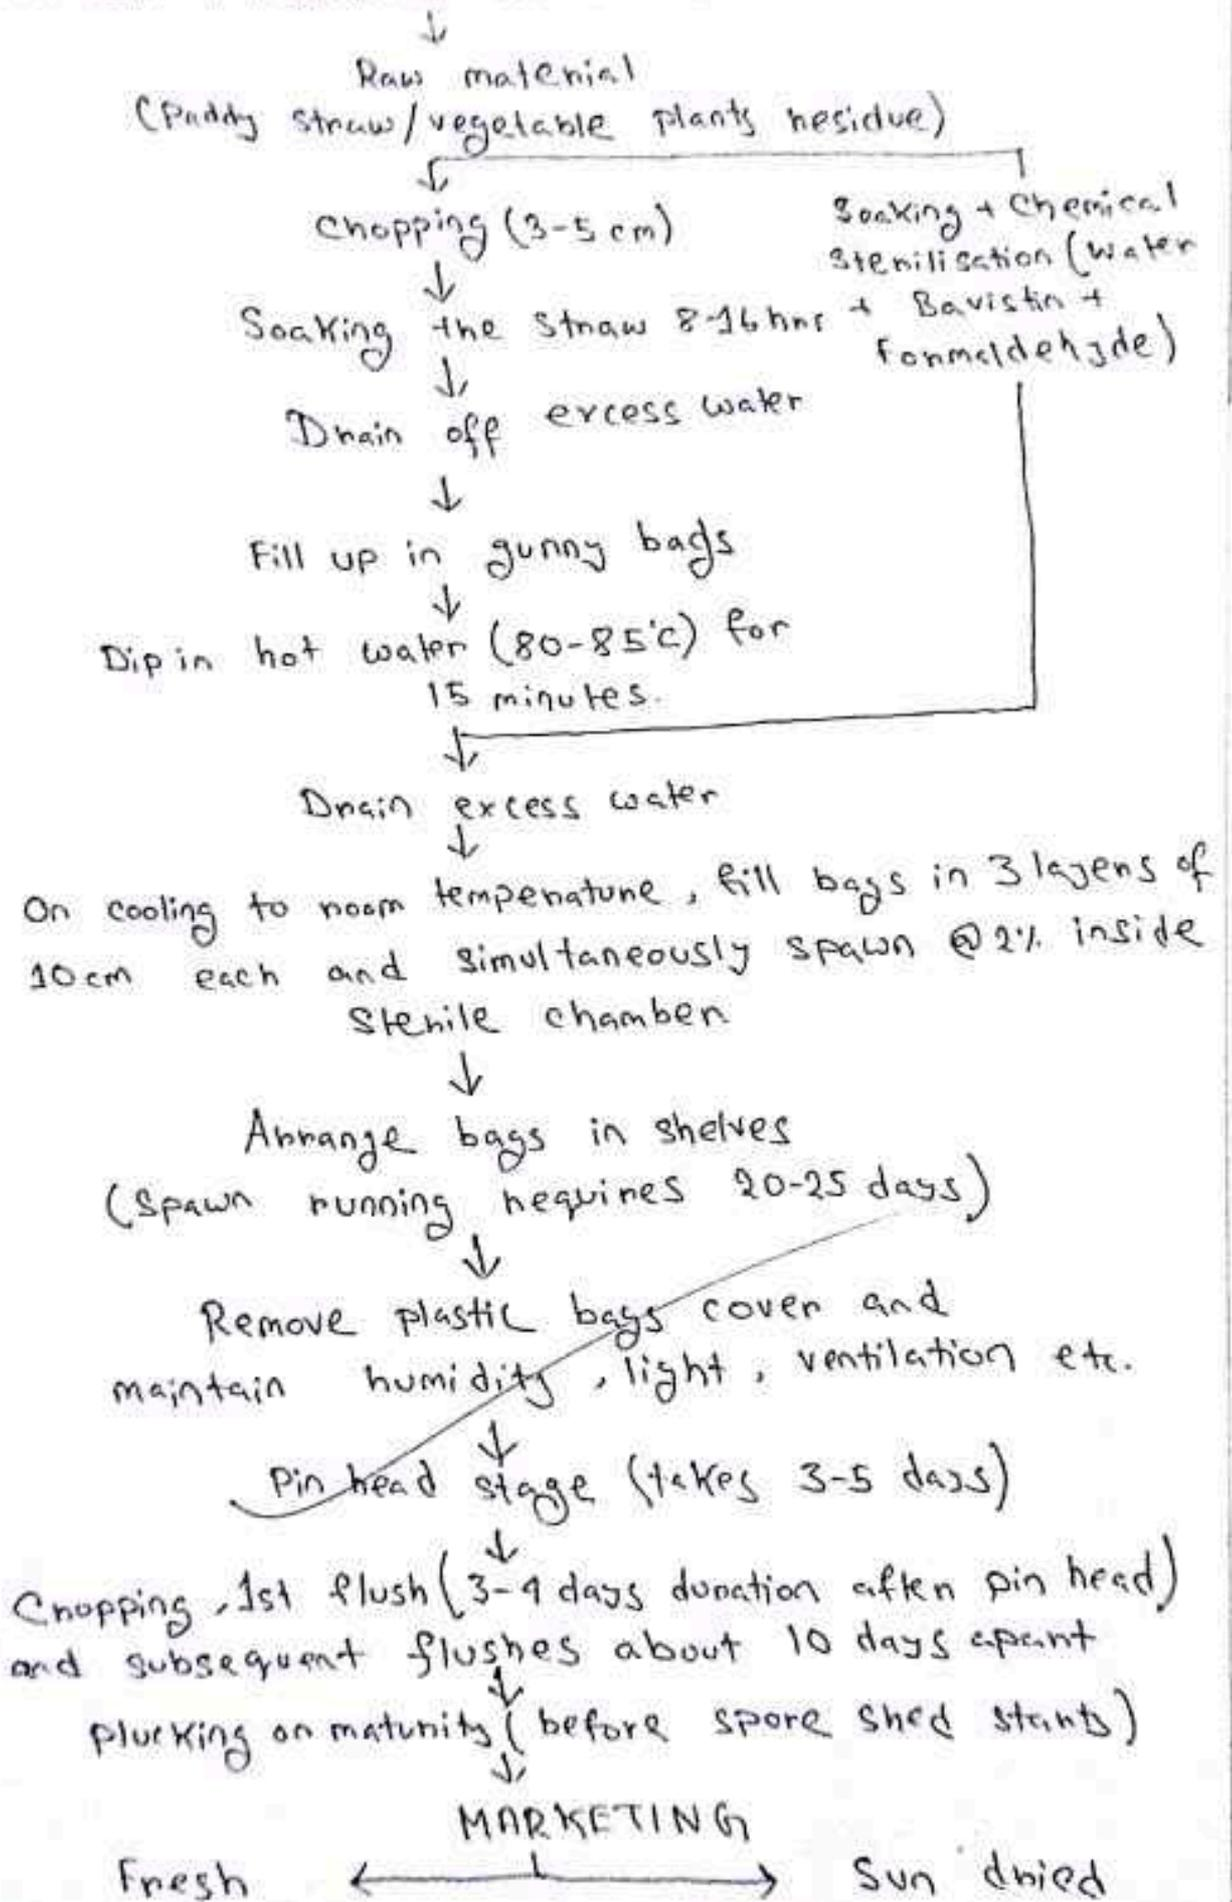 Raw material
(Paddy straw/vegetable plants residue)
Chopping (3-5 cm)
Soaking + Chemical
Sterilisation (Water
+ Bavistin +
Formaldehyde)
Soaking the straw 8-16 hrs
Drain off excess water
Fill up in gunny bags
Dip in hot water (80-85°C) for
15 minutes.
Drain excess water
On cooling to room temperature, fill bags in 3 layers of
10 cm each and simultaneously spawn @ 2% inside
sterile chamber
Arrange bags in shelves
(Spawn running requires 20-25 days)
Remove plastic bags cover and
maintain humidity, light, ventilation etc.
Pin head stage (takes 3-5 days)
Cropping, 1st flush (3-4 days duration after pin head)
and subsequent flushes about 10 days apart
plucking on maturity (before spore shed starts)
MARKETING
Fresh Sun dried